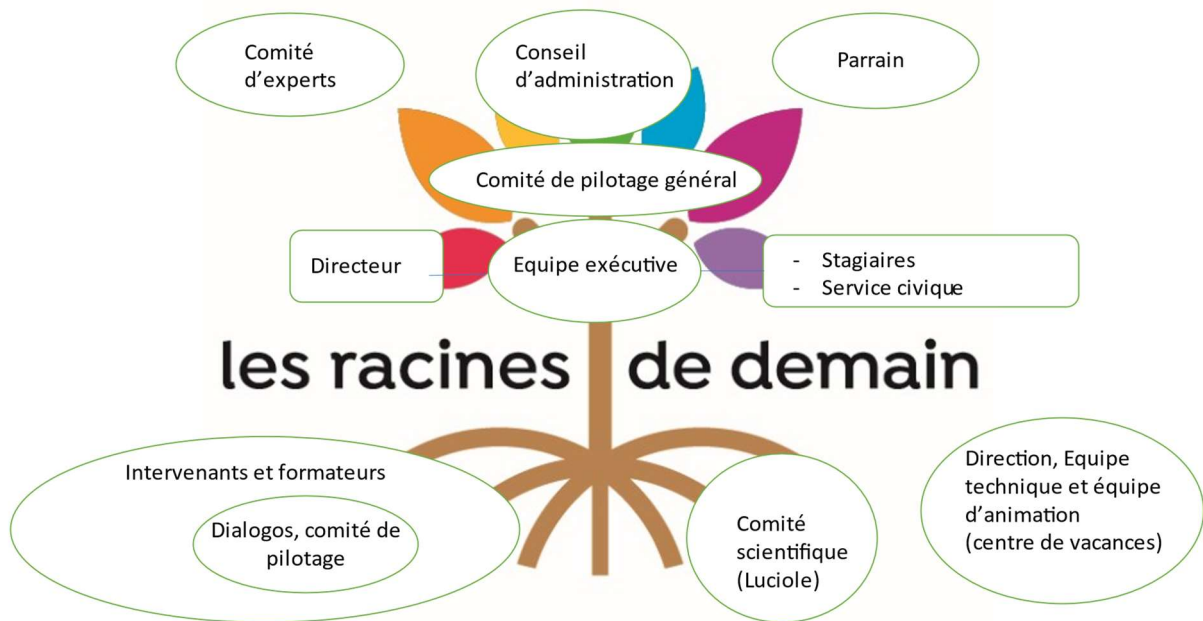 Comité
d’experts
Conseil
d’administration
Parrain
Comité de pilotage général
Directeur
Equipe exécutive
- Stagiaires
- Service civique
les racines de demain
Intervenants et formateurs
Dialogos, comité de
pilotage
Comité
scientifique
(Luciole)
Direction, Equipe
technique et équipe
d’animation
(centre de vacances)